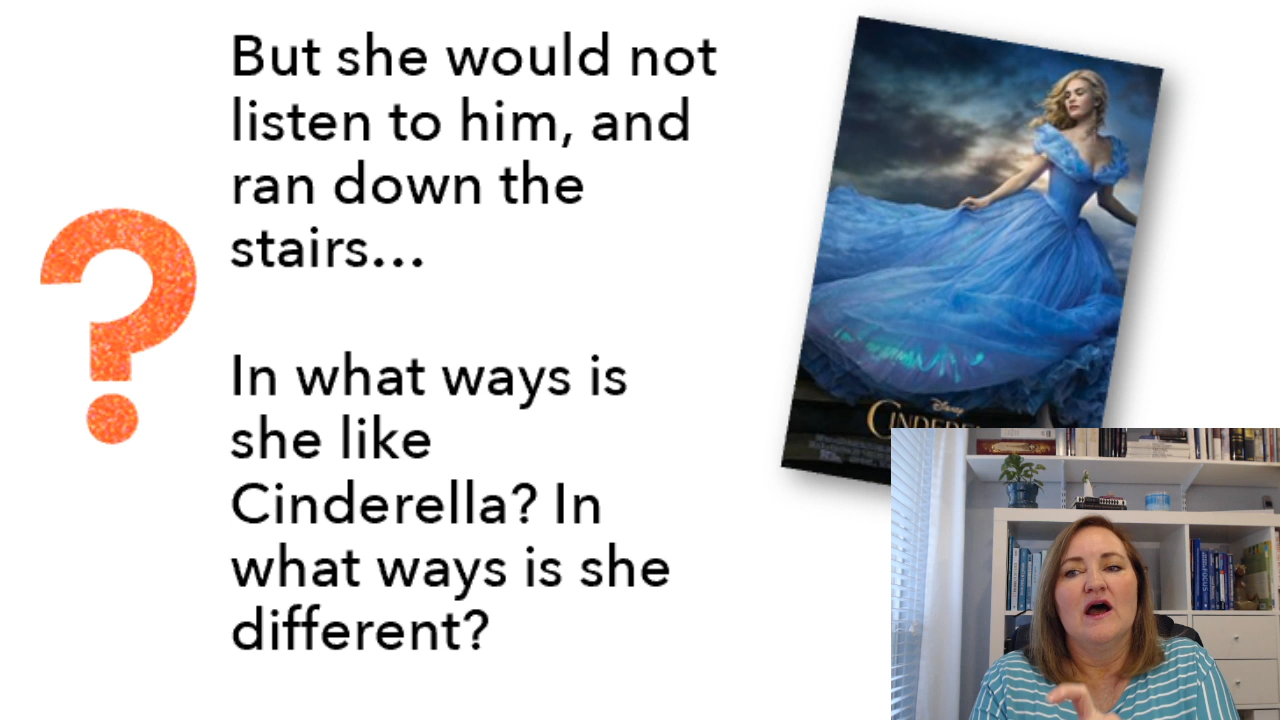 But she would not
listen to him, and
ran down the
stairs...
In what ways is
she like
Cinderella? In
what ways is she
different?
Disney